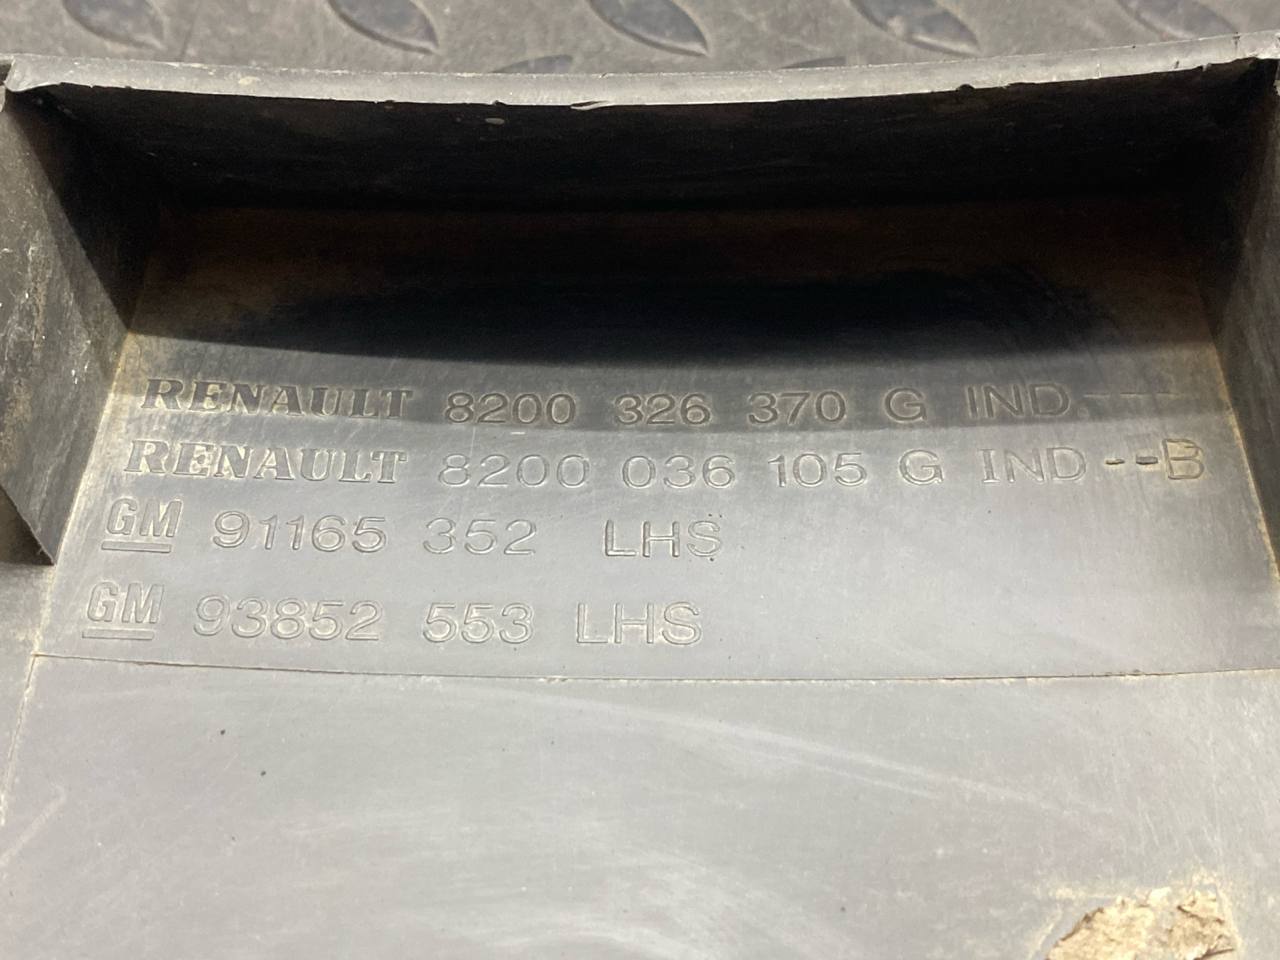 RENAULT 8200 326 370 G IND.---
RENAULT 8200 036 105 G IND--B
GM 91165 352 LHS
GM 93852 553 LHS